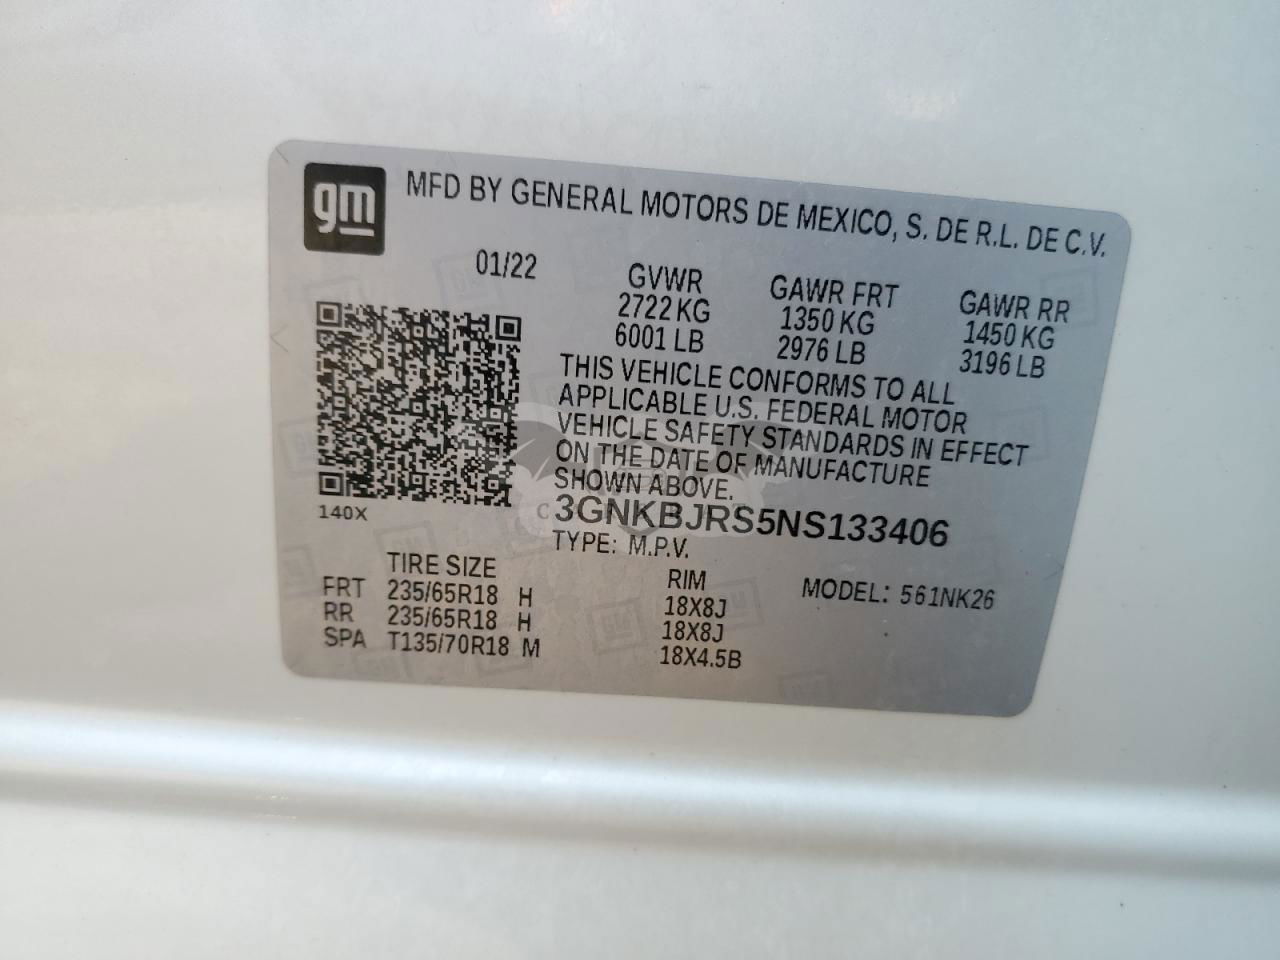 gm
MFD BY GENERAL MOTORS DE MEXICO, S. DE R.L. DE C.V.
01/22
GVWR GAWR FRT GAWR RR
2722 KG 1350 KG 1450 KG
6001 LB 2976 LB 3196 LB
THIS VEHICLE CONFORMS TO ALL
APPLICABLE U.S. FEDERAL MOTOR
VEHICLE SAFETY STANDARDS IN EFFECT
ON THE DATE OF MANUFACTURE
SHOWN ABOVE.
140X
3GNKBJRS5NS133406
TYPE: M.P.V.
TIRE SIZE RIM MODEL: 561NK26
FRT 235/65R18 H 18X8J
RR 235/65R18 H 18X8J
SPA T135/70R18 M 18X4.5B